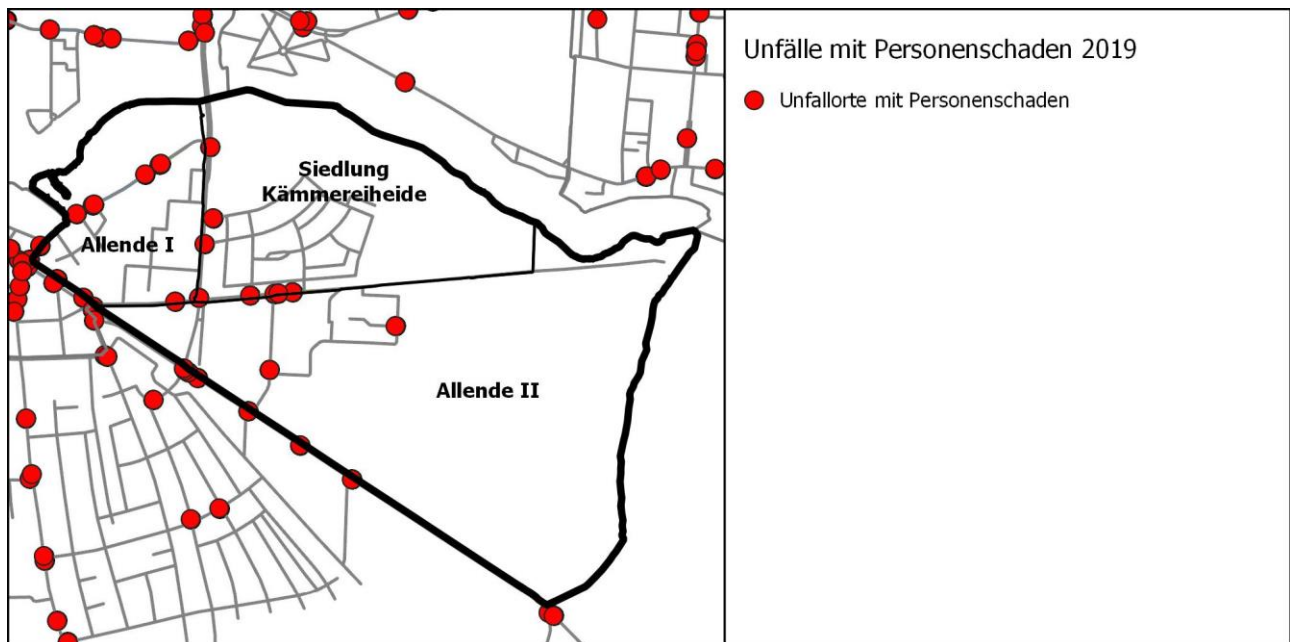 Unfälle mit Personenschaden 2019
Unfallorte mit Personenschaden
Siedlung
Kämmereiheide
Allende I
Allende II